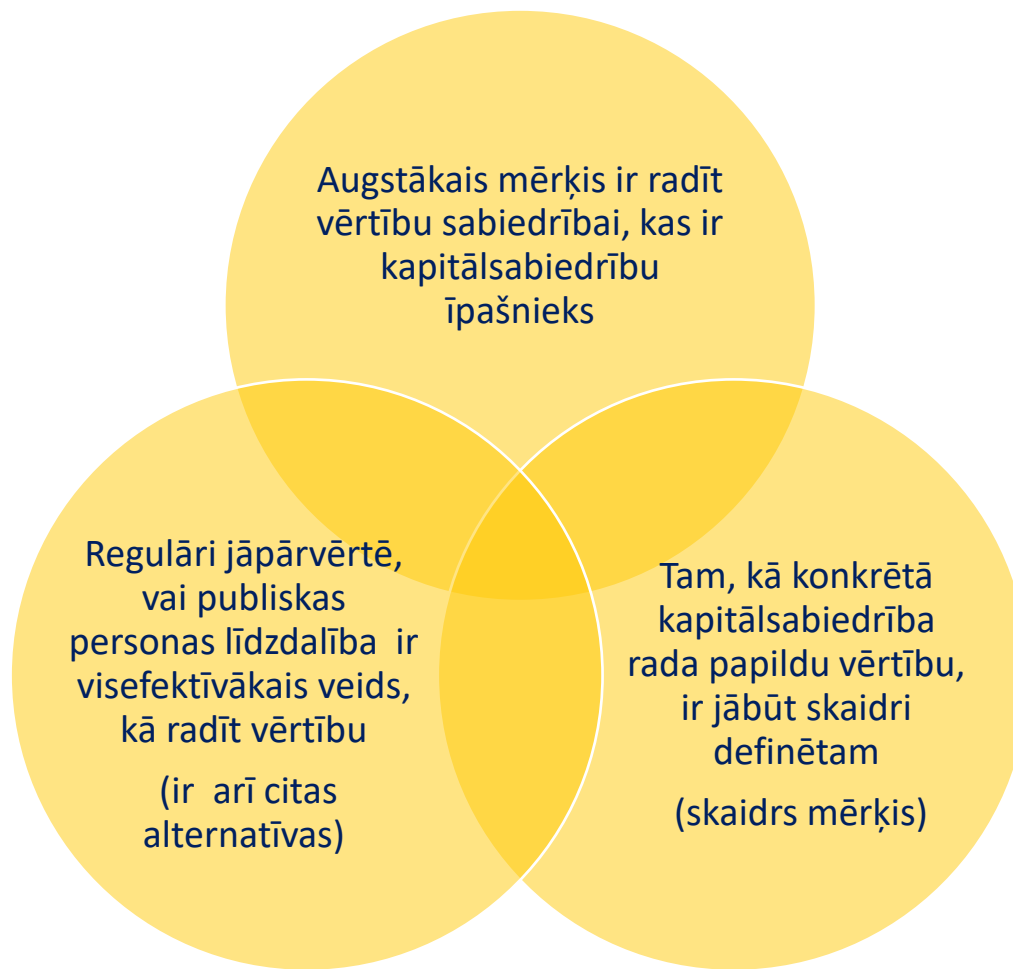 Augstākais mērķis ir radīt
vērtību sabiedrībai, kas ir
kapitālsabiedrību
īpašnieks
Regulāri jāpārvērtē,
vai publiskas
personas līdzdalība ir
visefektīvākais veids,
kā radīt vērtību
(ir arī citas
alternatīvas)
Tam, kā konkrētā
kapitālsabiedrība
rada papildu vērtību,
ir jābūt skaidri
definētam
(skaidrs mērķis)